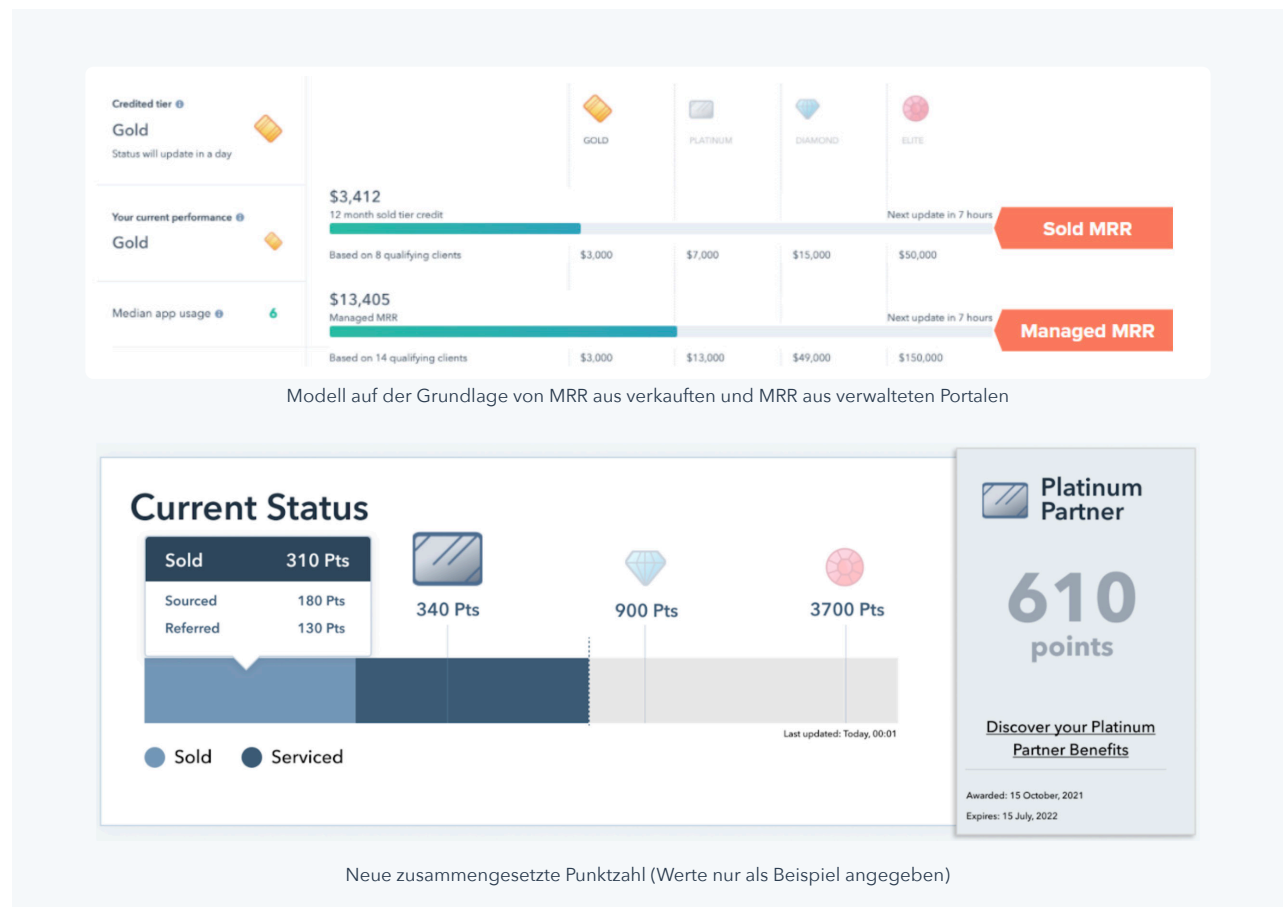 Credited tier
Gold
Status will update in a day
GOLD
PLATINUM
DIAMOND
ELITE
Your current performance
Gold
$3,412
12 month sold tier credit
Next update in 7 hours
Sold MRR
Based on 8 qualifying clients
$3,000
$7,000
$15,000
$50,000
Median app usage
6
$13,405
Managed MRR
Next update in 7 hours
Managed MRR
Based on 14 qualifying clients
$3,000
$13,000
$49,000
$150,000
Modell auf der Grundlage von MRR aus verkauften und MRR aus verwalteten Portalen
Current Status
Sold 310 Pts
Sourced 180 Pts
Referred 130 Pts
340 Pts
900 Pts
3700 Pts
Last updated: Today, 00:01
Sold
Serviced
Platinum
Partner
610
points
Discover your Platinum
Partner Benefits
Awarded: 15 October, 2021
Expires: 15 July, 2022
Neue zusammengesetzte Punktzahl (Werte nur als Beispiel angegeben)